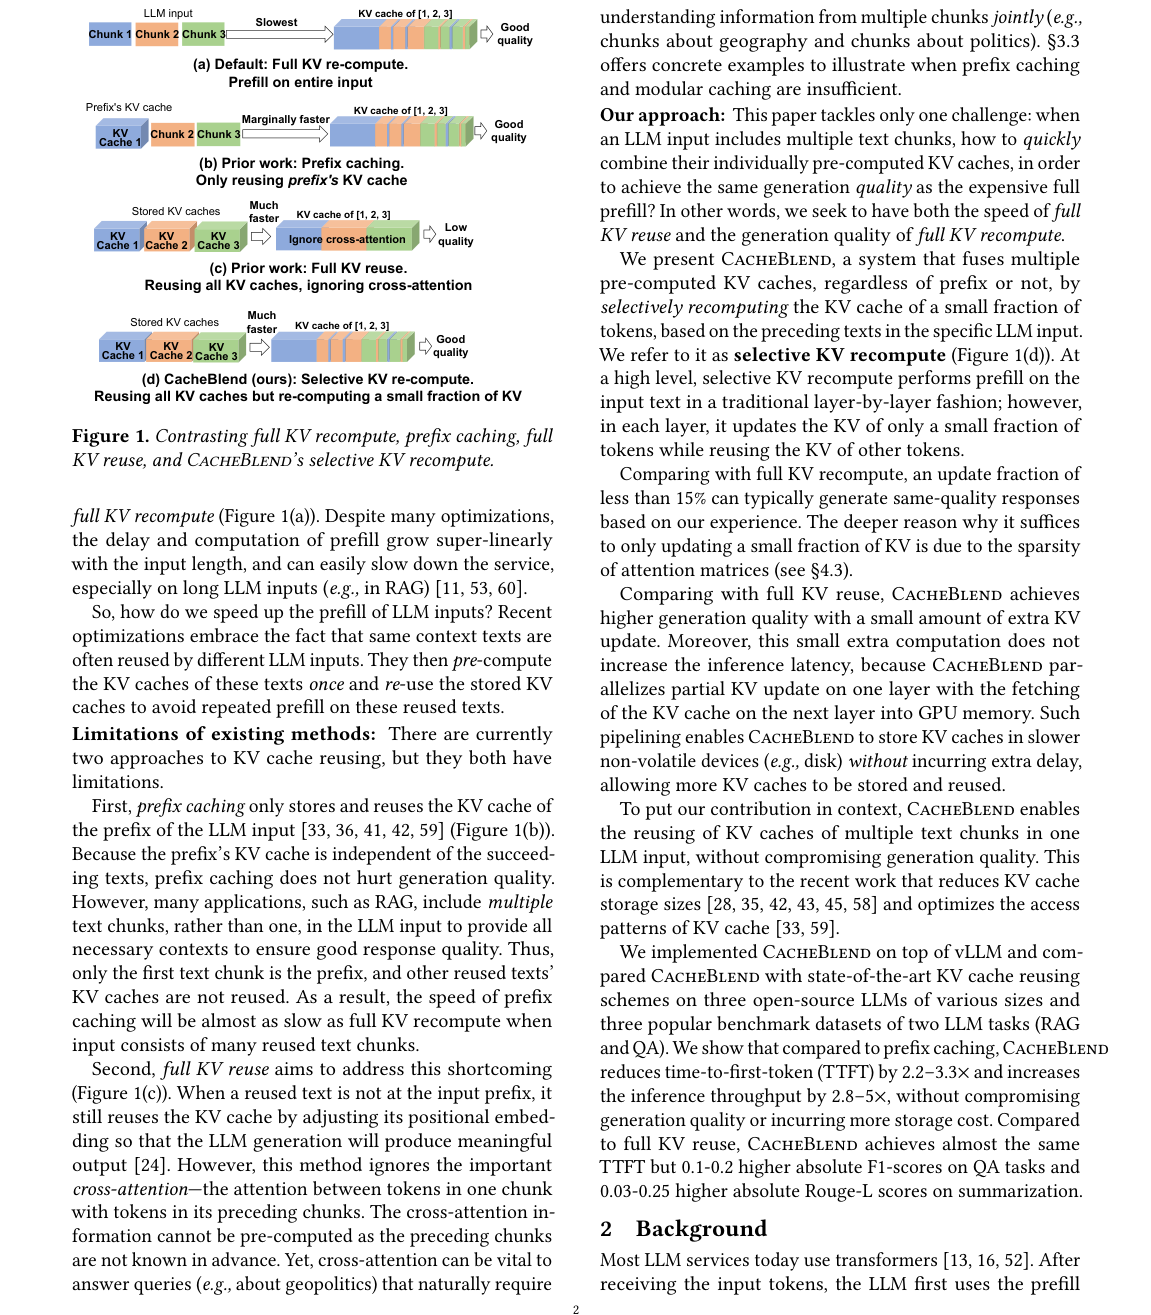 LLM input
Chunk 1 Chunk 2 Chunk 3
Slowest
KV cache of [1, 2, 3]
Good
quality
(a) Default: Full KV re-compute.
Prefill on entire input
Prefix's KV cache
KV
Cache 1 Chunk 2 Chunk 3
Marginally faster
KV cache of [1, 2, 3]
Good
quality
(b) Prior work: Prefix caching.
Only reusing prefix's KV cache
Stored KV caches
KV
Cache 1 KV
Cache 2 KV
Cache 3
Much
faster
KV cache of [1, 2, 3]
Ignore cross-attention
Low
quality
(c) Prior work: Full KV reuse.
Reusing all KV caches, ignoring cross-attention
Stored KV caches
KV
Cache 1 KV
Cache 2 KV
Cache 3
Much
faster
KV cache of [1, 2, 3]
Good
quality
(d) CacheBlend (ours): Selective KV re-compute.
Reusing all KV caches but re-computing a small fraction of KV
Figure 1. Contrasting full KV recompute, prefix caching, full
KV reuse, and CACHEBLEND's selective KV recompute.
full KV recompute (Figure 1(a)). Despite many optimizations,
the delay and computation of prefill grow super-linearly
with the input length, and can easily slow down the service,
especially on long LLM inputs (e.g., in RAG) [11, 53, 60].
So, how do we speed up the prefill of LLM inputs? Recent
optimizations embrace the fact that same context texts are
often reused by different LLM inputs. They then pre-compute
the KV caches of these texts once and re-use the stored KV
caches to avoid repeated prefill on these reused texts.
Limitations of existing methods: There are currently
two approaches to KV cache reusing, but they both have
limitations.
First, prefix caching only stores and reuses the KV cache of
the prefix of the LLM input [33, 36, 41, 42, 59] (Figure 1(b)).
Because the prefix's KV cache is independent of the succeed-
ing texts, prefix caching does not hurt generation quality.
However, many applications, such as RAG, include multiple
text chunks, rather than one, in the LLM input to provide all
necessary contexts to ensure good response quality. Thus,
only the first text chunk is the prefix, and other reused texts'
KV caches are not reused. As a result, the speed of prefix
caching will be almost as slow as full KV recompute when
input consists of many reused text chunks.
Second, full KV reuse aims to address this shortcoming
(Figure 1(c)). When a reused text is not at the input prefix, it
still reuses the KV cache by adjusting its positional embed-
ding so that the LLM generation will produce meaningful
output [24]. However, this method ignores the important
cross-attention—the attention between tokens in one chunk
with tokens in its preceding chunks. The cross-attention in-
formation cannot be pre-computed as the preceding chunks
are not known in advance. Yet, cross-attention can be vital to
answer queries (e.g., about geopolitics) that naturally require
understanding information from multiple chunks jointly (e.g.,
chunks about geography and chunks about politics). §3.3
offers concrete examples to illustrate when prefix caching
and modular caching are insufficient.
Our approach: This paper tackles only one challenge: when
an LLM input includes multiple text chunks, how to quickly
combine their individually pre-computed KV caches, in order
to achieve the same generation quality as the expensive full
prefill? In other words, we seek to have both the speed of full
KV reuse and the generation quality of full KV recompute.
We present CACHEBLEND, a system that fuses multiple
pre-computed KV caches, regardless of prefix or not, by
selectively recomputing the KV cache of a small fraction of
tokens, based on the preceding texts in the specific LLM input.
We refer to it as selective KV recompute (Figure 1(d)). At
a high level, selective KV recompute performs prefill on the
input text in a traditional layer-by-layer fashion; however,
in each layer, it updates the KV of only a small fraction of
tokens while reusing the KV of other tokens.
Comparing with full KV recompute, an update fraction of
less than 15% can typically generate same-quality responses
based on our experience. The deeper reason why it suffices
to only updating a small fraction of KV is due to the sparsity
of attention matrices (see §4.3).
Comparing with full KV reuse, CACHEBLEND achieves
higher generation quality with a small amount of extra KV
update. Moreover, this small extra computation does not
increase the inference latency, because CACHEBLEND par-
allelizes partial KV update on one layer with the fetching
of the KV cache on the next layer into GPU memory. Such
pipelining enables CACHEBLEND to store KV caches in slower
non-volatile devices (e.g., disk) without incurring extra delay,
allowing more KV caches to be stored and reused.
To put our contribution in context, CACHEBLEND enables
the reusing of KV caches of multiple text chunks in one
LLM input, without compromising generation quality. This
is complementary to the recent work that reduces KV cache
storage sizes [28, 35, 42, 43, 45, 58] and optimizes the access
patterns of KV cache [33, 59].
We implemented CACHEBLEND on top of vLLM and com-
pared CACHEBLEND with state-of-the-art KV cache reusing
schemes on three open-source LLMs of various sizes and
three popular benchmark datasets of two LLM tasks (RAG
and QA). We show that compared to prefix caching, CACHEBLEND
reduces time-to-first-token (TTFT) by 2.2–3.3× and increases
the inference throughput by 2.8–5×, without compromising
generation quality or incurring more storage cost. Compared
to full KV reuse, CACHEBLEND achieves almost the same
TTFT but 0.1-0.2 higher absolute F1-scores on QA tasks and
0.03-0.25 higher absolute Rouge-L scores on summarization.
2 Background
Most LLM services today use transformers [13, 16, 52]. After
receiving the input tokens, the LLM first uses the prefill
2